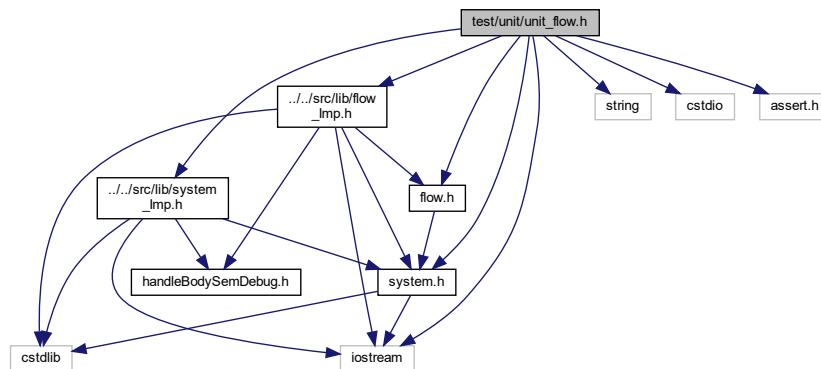 test/unit/unit_flow.h
../../src/lib/flow
_Imp.h
string
cstdio
assert.h
../../src/lib/system
_Imp.h
flow.h
handleBodySemDebug.h
system.h
cstdlib
iostream